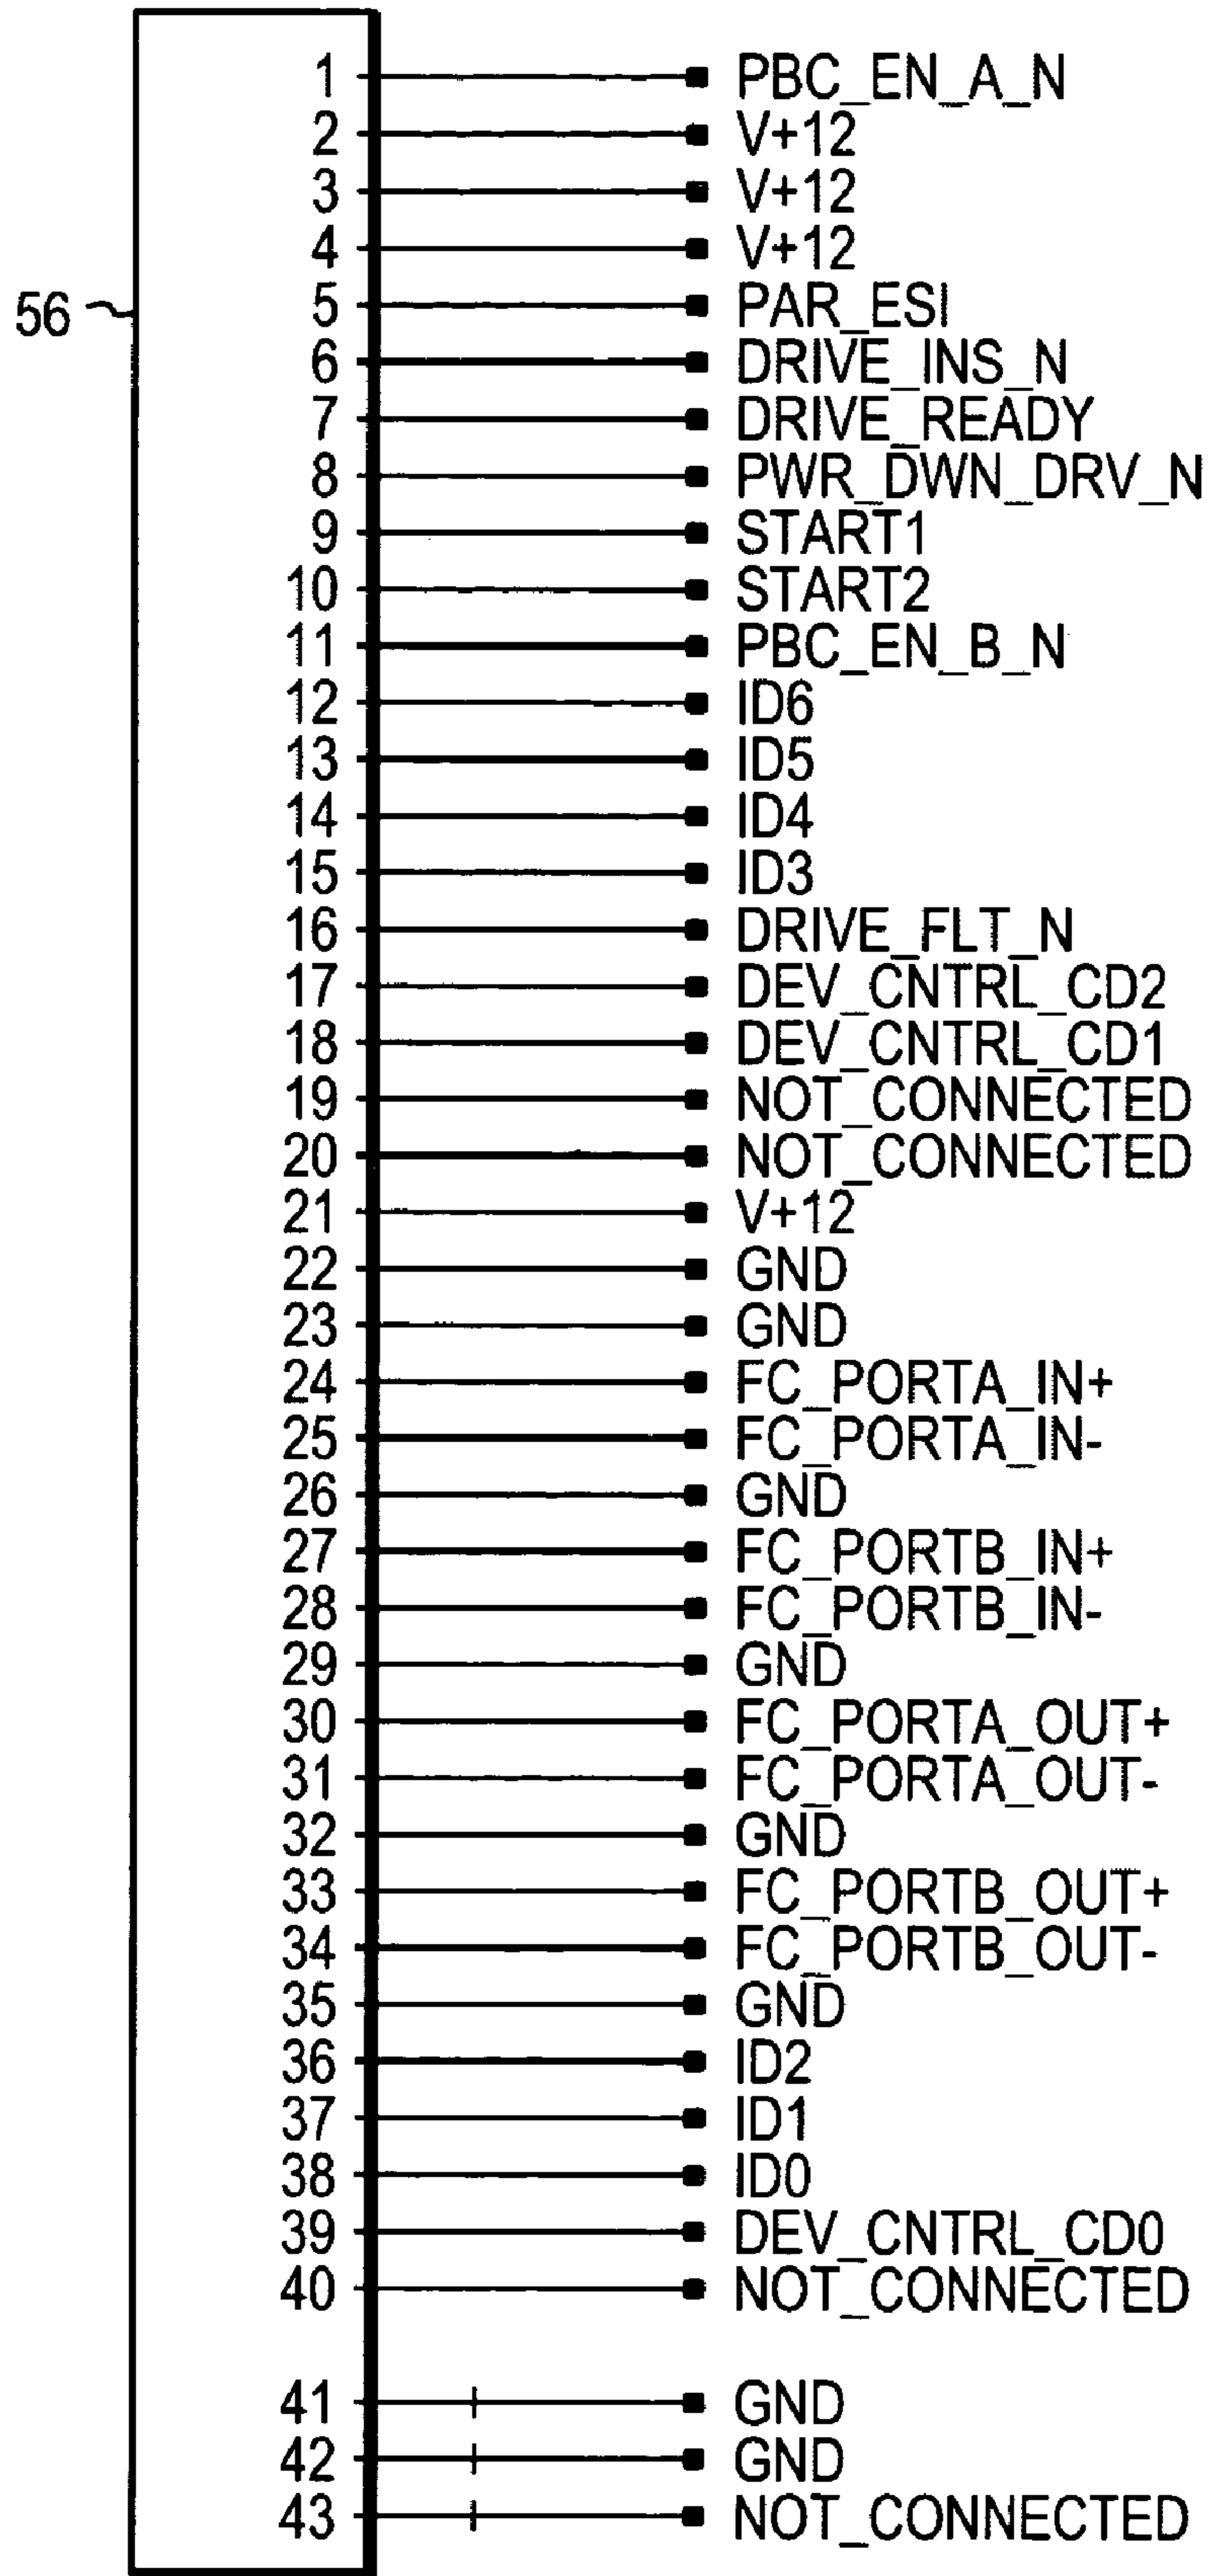 1 PBC_EN_A_N
2 V+12
3 V+12
4 V+12
56
5 PAR_ESI
6 DRIVE_INS_N
7 DRIVE_READY
8 PWR_DWN_DRV_N
9 START1
10 START2
11 PBC_EN_B_N
12 ID6
13 ID5
14 ID4
15 ID3
16 DRIVE_FLT_N
17 DEV_CNTRL_CD2
18 DEV_CNTRL_CD1
19 NOT_CONNECTED
20 NOT_CONNECTED
21 V+12
22 GND
23 GND
24 FC_PORTA_IN+
25 FC_PORTA_IN-
26 GND
27 FC_PORTB_IN+
28 FC_PORTB_IN-
29 GND
30 FC_PORTA_OUT+
31 FC_PORTA_OUT-
32 GND
33 FC_PORTB_OUT+
34 FC_PORTB_OUT-
35 GND
36 ID2
37 ID1
38 ID0
39 DEV_CNTRL_CD0
40 NOT_CONNECTED
41 GND
42 GND
43 NOT_CONNECTED